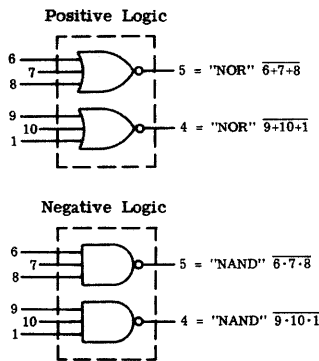 Positive Logic
6
7
8
5 = "NOR" 6+7+8
9
10
1
4 = "NOR" 9+10+1
Negative Logic
6
7
8
5 = "NAND" 6·7·8
9
10
1
4 = "NAND" 9·10·1